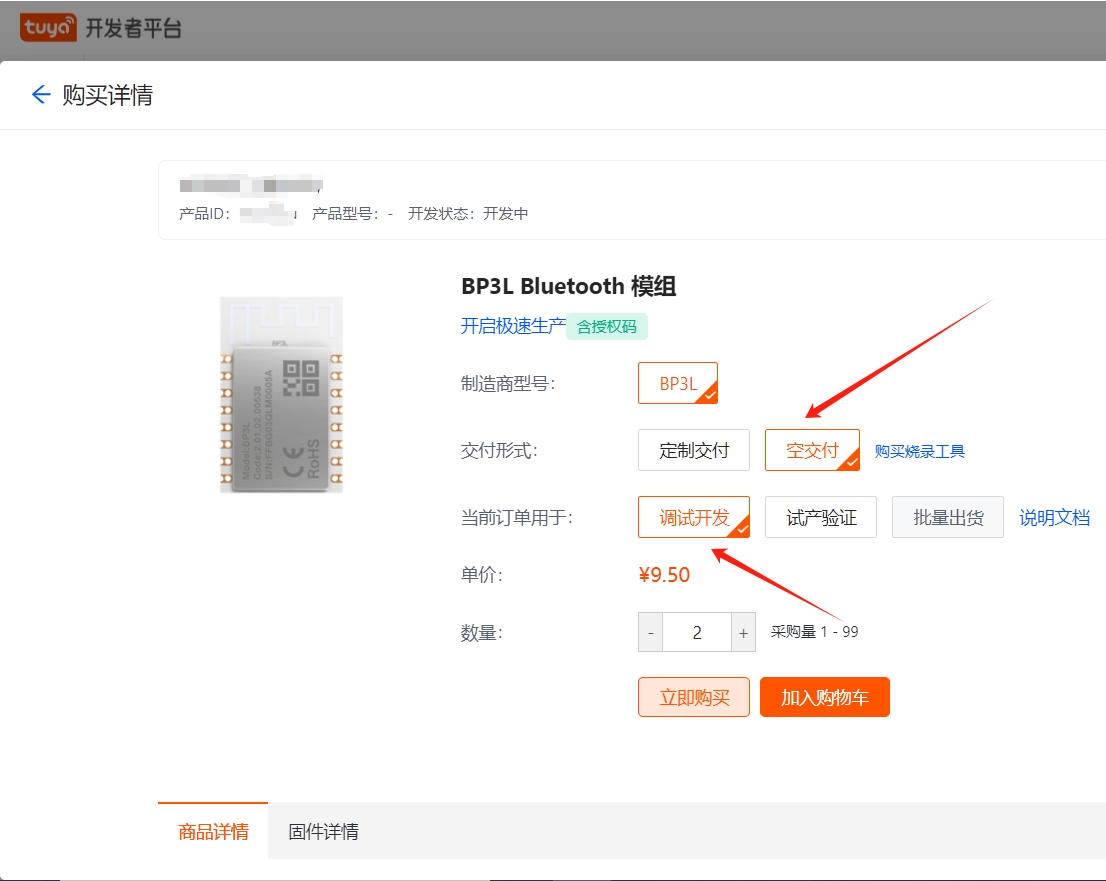 tuya 开发者平台
购买详情
产品ID: 产品型号: - 开发状态: 开发中
BP3L Bluetooth 模组
开启极速生产 含授权码
BP3L
Model:BP3L
Code:2.01.02.00538
CE RoHS
制造商型号: BP3L
交付形式: 定制交付 空交付 购买烧录工具
当前订单用于: 调试开发 试产验证 批量出货 说明文档
单价: ¥9.50
数量: - 2 + 采购量 1 - 99
立即购买 加入购物车
商品详情 固件详情